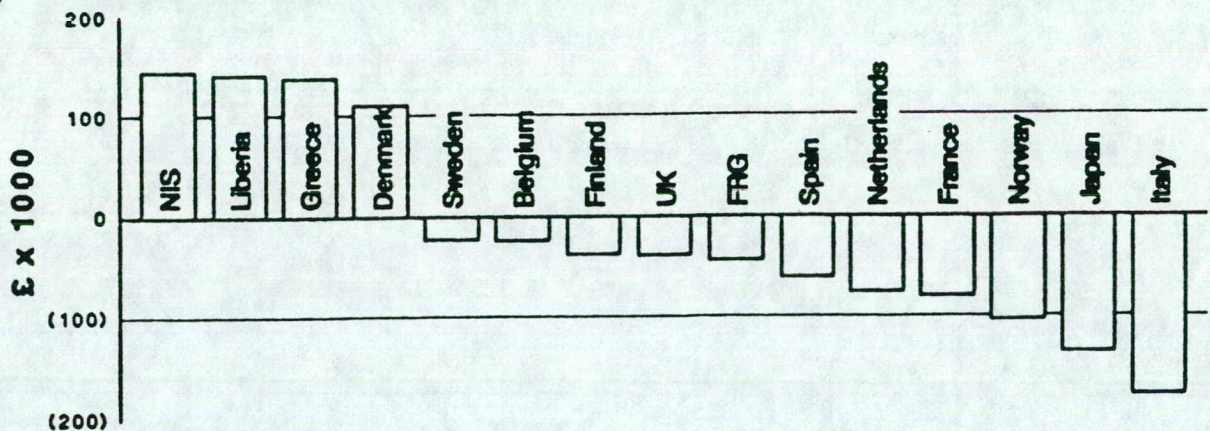 200
100
0
(100)
(200)
£ x 1000
NIS
Liberia
Greece
Denmark
Sweden
Belgium
Finland
UK
FRG
Spain
Netherlands
France
Norway
Japan
Italy